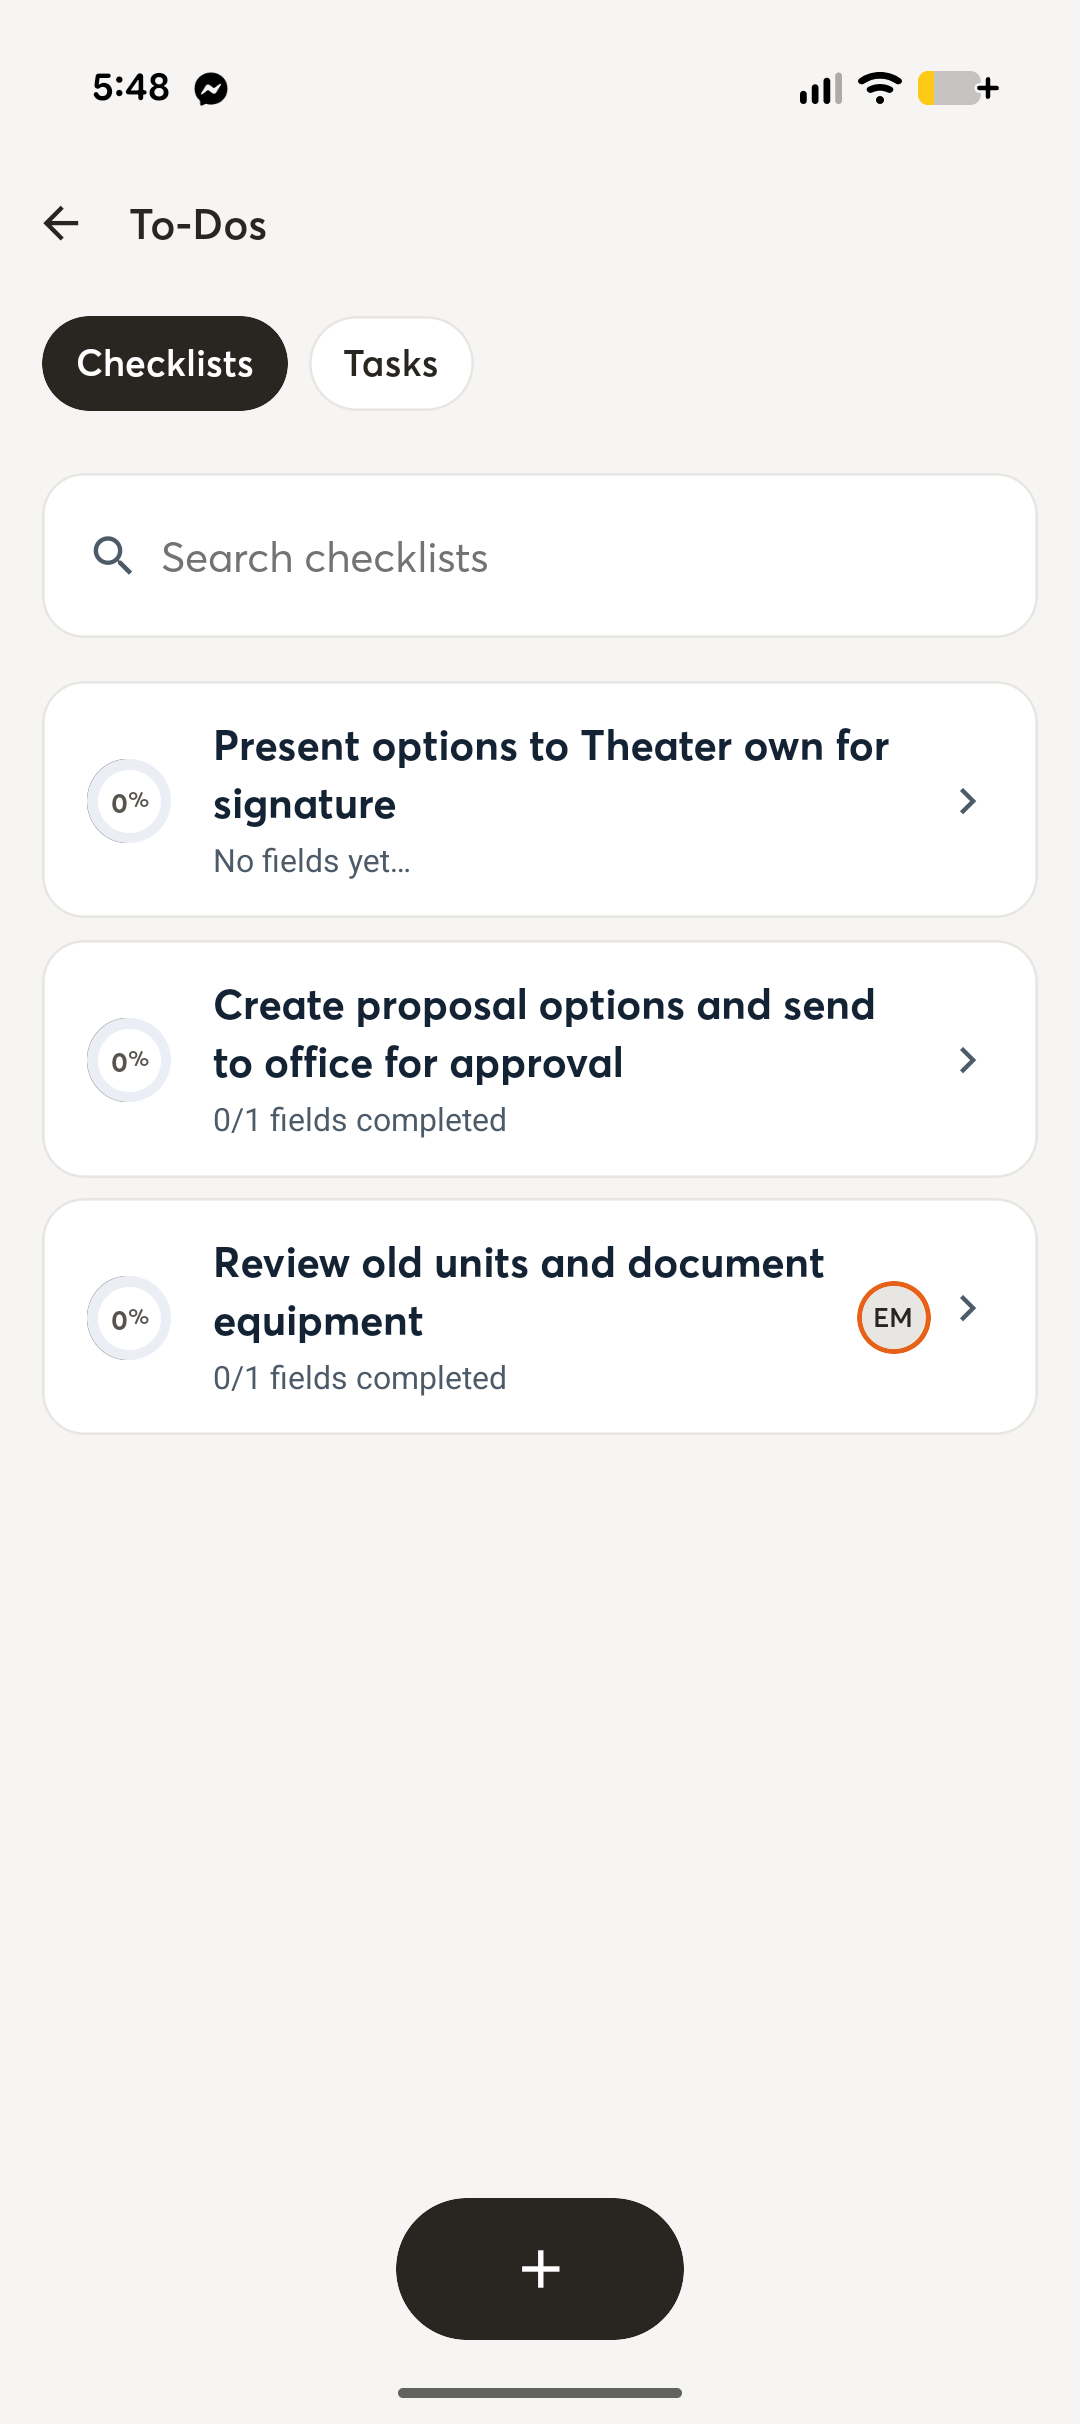 5:48
To-Dos
Checklists
Tasks
Search checklists
0%
Present options to Theater own for
signature
No fields yet...
0%
Create proposal options and send
to office for approval
0/1 fields completed
0%
Review old units and document
equipment
0/1 fields completed
EM